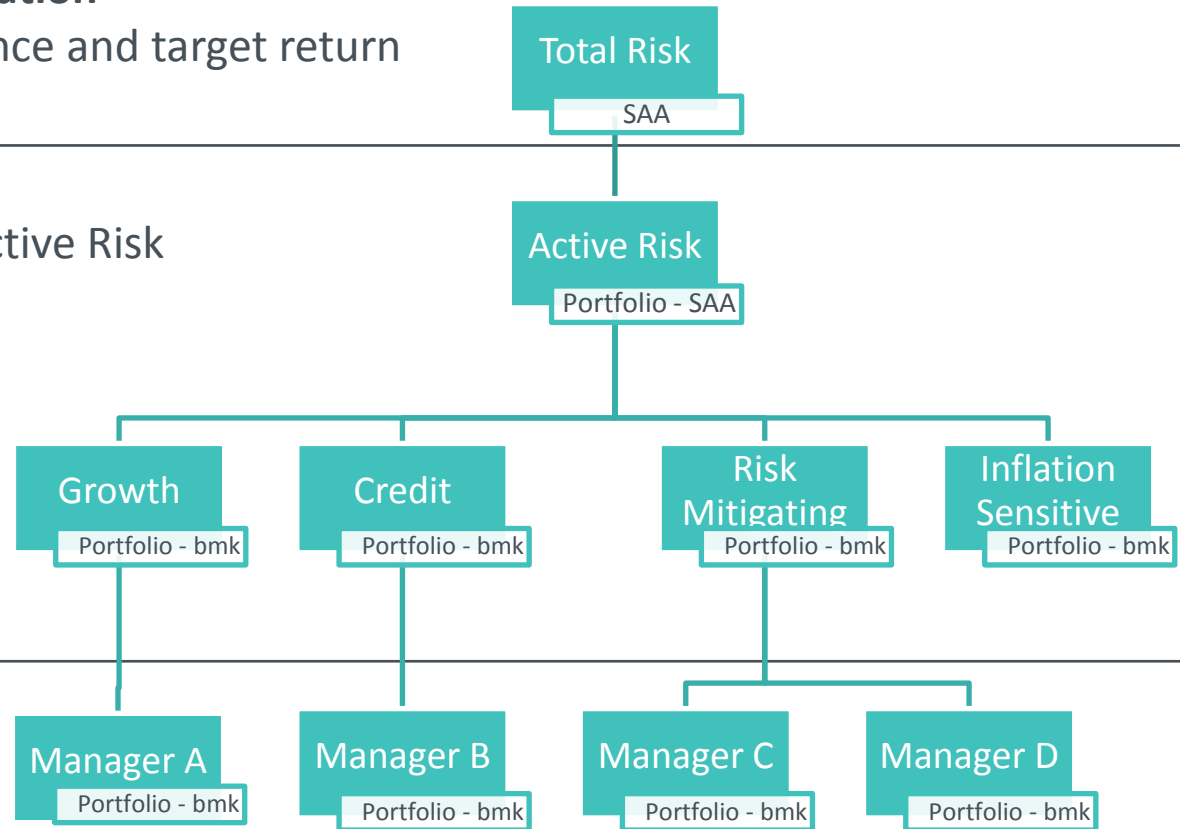 nce and target return
Total Risk
SAA
ctive Risk
Active Risk
Portfolio - SAA
Growth
Portfolio - bmk
Credit
Portfolio - bmk
Risk
Mitigating
Portfolio - bmk
Inflation
Sensitive
Portfolio - bmk
Manager A
Portfolio - bmk
Manager B
Portfolio - bmk
Manager C
Portfolio - bmk
Manager D
Portfolio - bmk